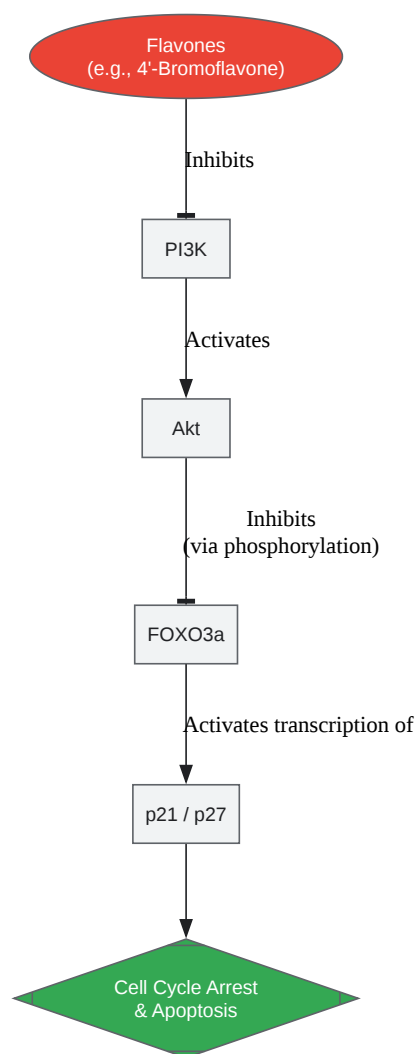 Flavones
(e.g., 4'-Bromoflavone)
Inhibits
PI3K
Activates
Akt
Inhibits
(via phosphorylation)
FOXO3a
Activates transcription of
p21 / p27
Cell Cycle Arrest
& Apoptosis